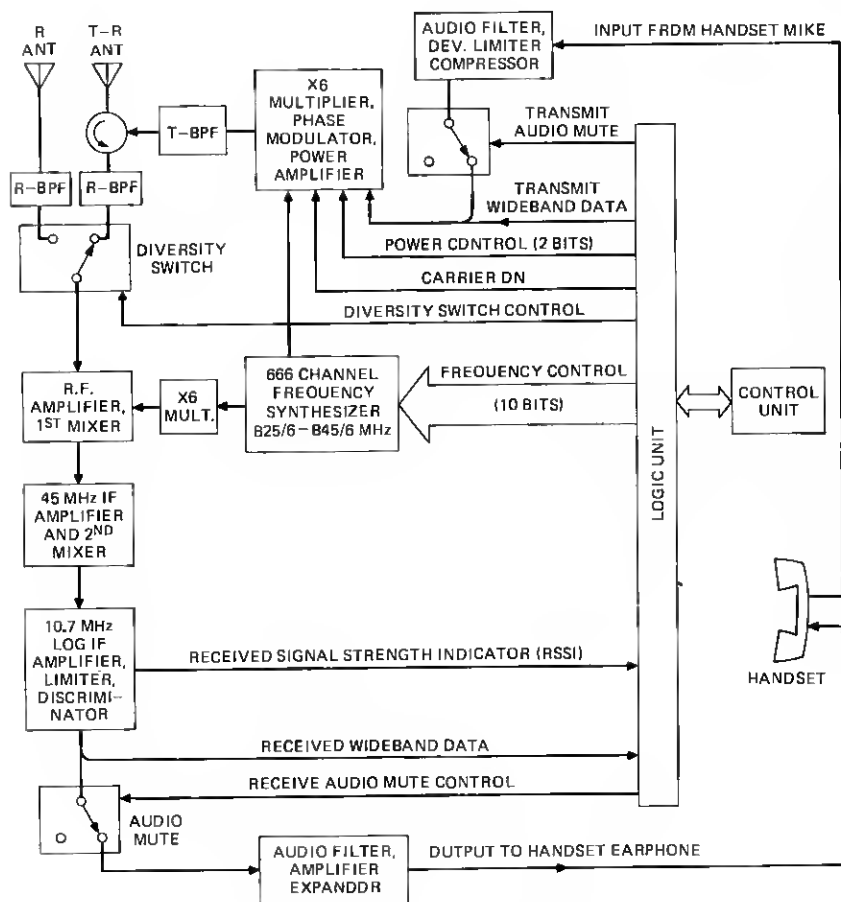 R
ANT
T-R
ANT
AUDIO FILTER,
DEV. LIMITER
COMPRESSOR
INPUT FRDM HANDSET MIKE
X6
MULTIPLIER,
PHASE
MODULATOR,
POWER
AMPLIFIER
T-BPF
TRANSMIT
AUDIO MUTE
R-BPF
R-BPF
TRANSMIT
WIDEBAND DATA
DIVERSITY
SWITCH
POWER CDNTROL (2 BITS)
CARRIER DN
DIVERSITY SWITCH CONTROL
R.F.
AMPLIFIER,
1ST MIXER
X6
MULT.
666 CHANNEL
FREQUENCY
SYNTHESIZER
B25/6-B45/6 MHz
FREDUENCY CONTROL
(10 BITS)
LOGIC UNIT
CONTROL
UNIT
45 MHz IF
AMPLIFIER
AND 2ND
MIXER
10.7 MHz
LOG IF
AMPLIFIER,
LIMITER,
DISCRIMI-
NATOR
RECEIVED SIGNAL STRENGTH INDICATOR (RSSI)
HANDSET
RECEIVED WIDEBAND DATA
RECEIVE AUDIO MUTE CONTROL
AUDIO
MUTE
AUDIO FILTER,
AMPLIFIER
EXPANDDR
DUTPUT TO HANDSET EARPHONE